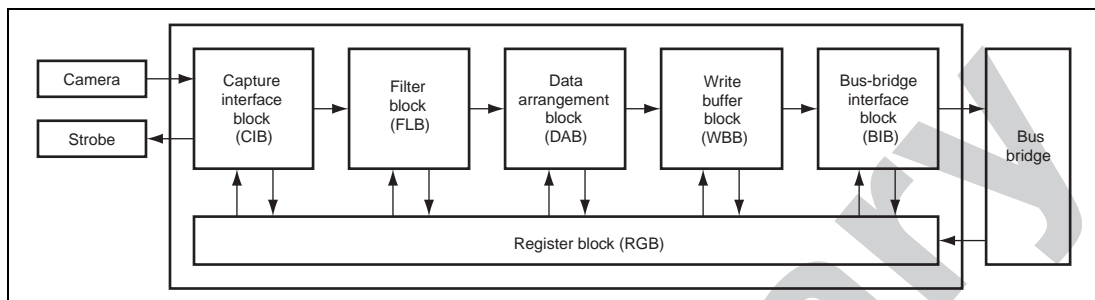 Camera
Strobe
Capture
interface
block
(CIB)
Filter
block
(FLB)
Data
arrangement
block
(DAB)
Write
buffer
block
(WBB)
Bus-bridge
interface
block
(BIB)
Bus
bridge
Register block (RGB)